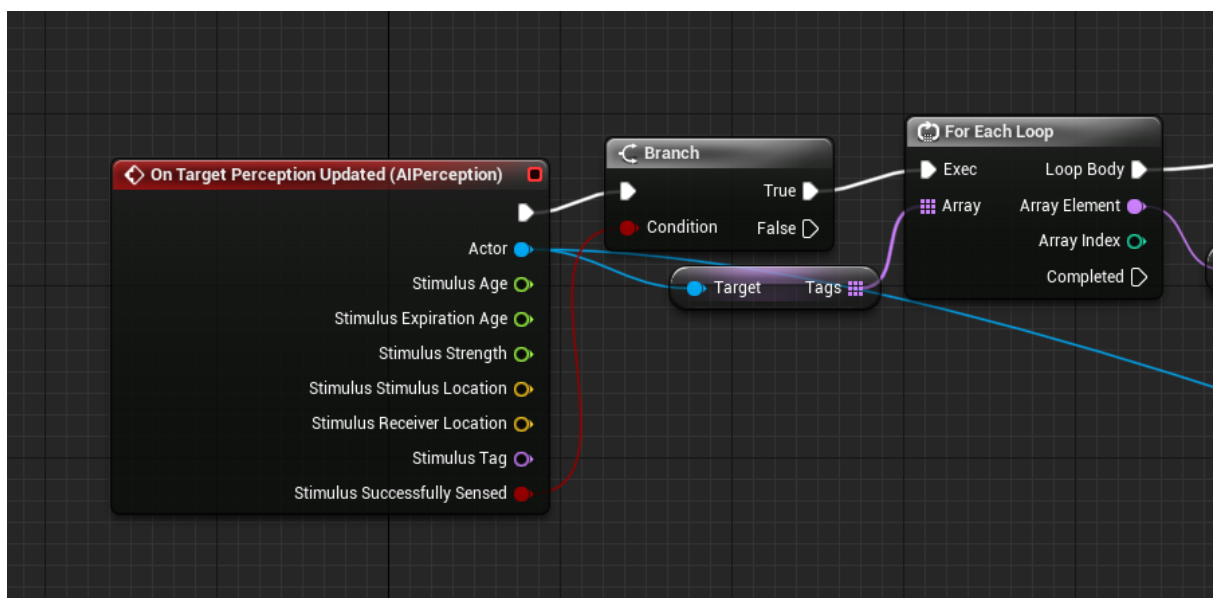 On Target Perception Updated (AIPerception)
Actor
Stimulus Age
Stimulus Expiration Age
Stimulus Strength
Stimulus Stimulus Location
Stimulus Receiver Location
Stimulus Tag
Stimulus Successfully Sensed
Branch
True
Condition
False
Target
Tags
For Each Loop
Exec
Loop Body
Array
Array Element
Array Index
Completed